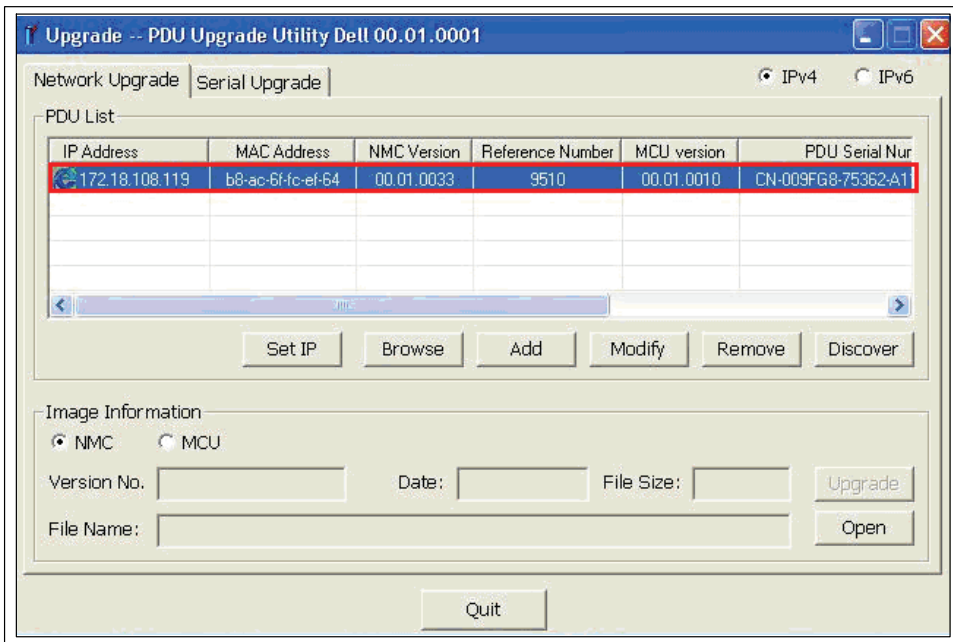 Upgrade -- PDU Upgrade Utility Dell 00.01.0001
Network Upgrade Serial Upgrade IPv4 IPv6
PDU List
IP Address MAC Address NMC Version Reference Number MCU version PDU Serial Nur
172.18.108.119 b8-ac-6f-fc-ef-64 00.01.0033 9510 00.01.0010 CN-009FG8-75362-A1
Set IP Browse Add Modify Remove Discover
Image Information
NMC MCU
Version No. Date: File Size: Upgrade
File Name: Open
Quit